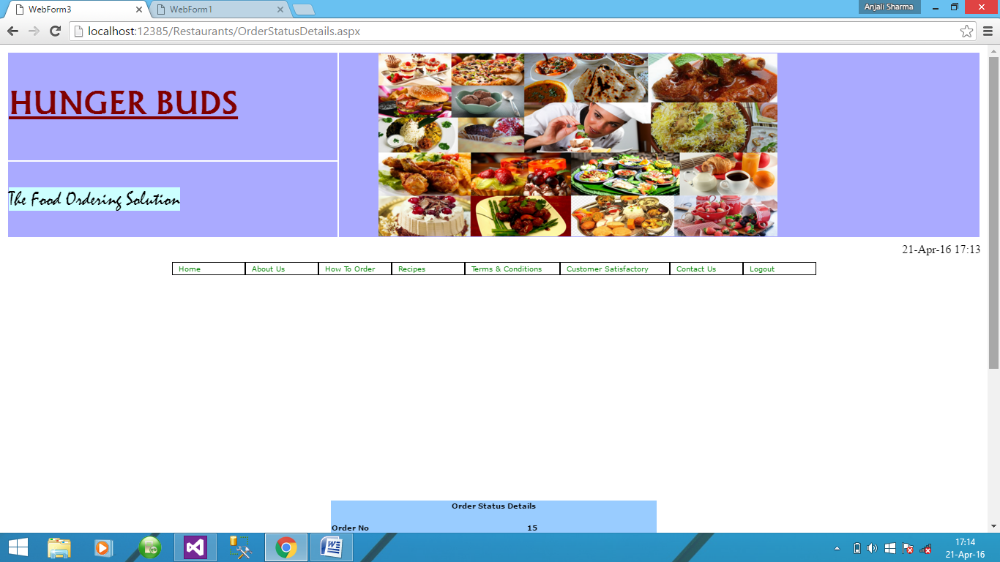 WebForm3
WebForm1
Anjali Sharma
localhost:12385/Restaurants/OrderStatusDetails.aspx
HUNGER BUDS
The Food Ordering Solution
21-Apr-16 17:13
Home About Us How To Order Recipes Terms & Conditions Customer Satisfactory Contact Us Logout
Order Status Details
Order No 15
17:14
21-Apr-16